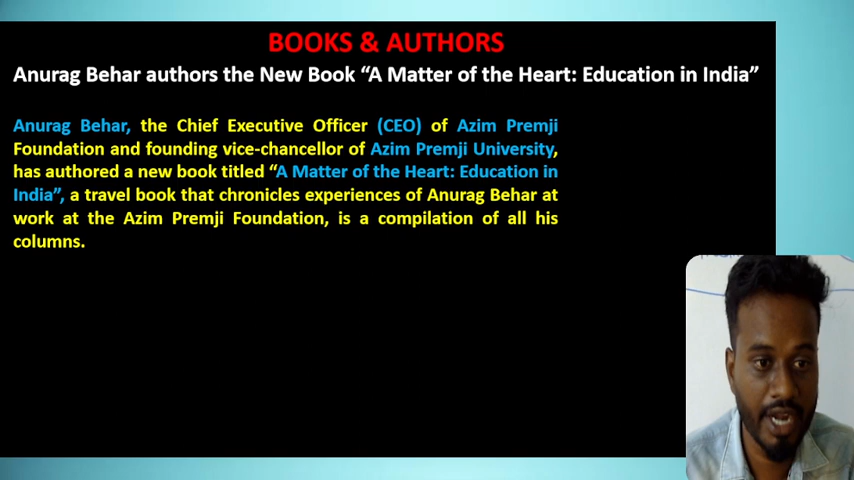 BOOKS & AUTHORS
Anurag Behar authors the New Book “A Matter of the Heart: Education in India”
Anurag Behar, the Chief Executive Officer (CEO) of Azim Premji
Foundation and founding vice-chancellor of Azim Premji University,
has authored a new book titled “A Matter of the Heart: Education in
India”, a travel book that chronicles experiences of Anurag Behar at
work at the Azim Premji Foundation, is a compilation of all his
columns.